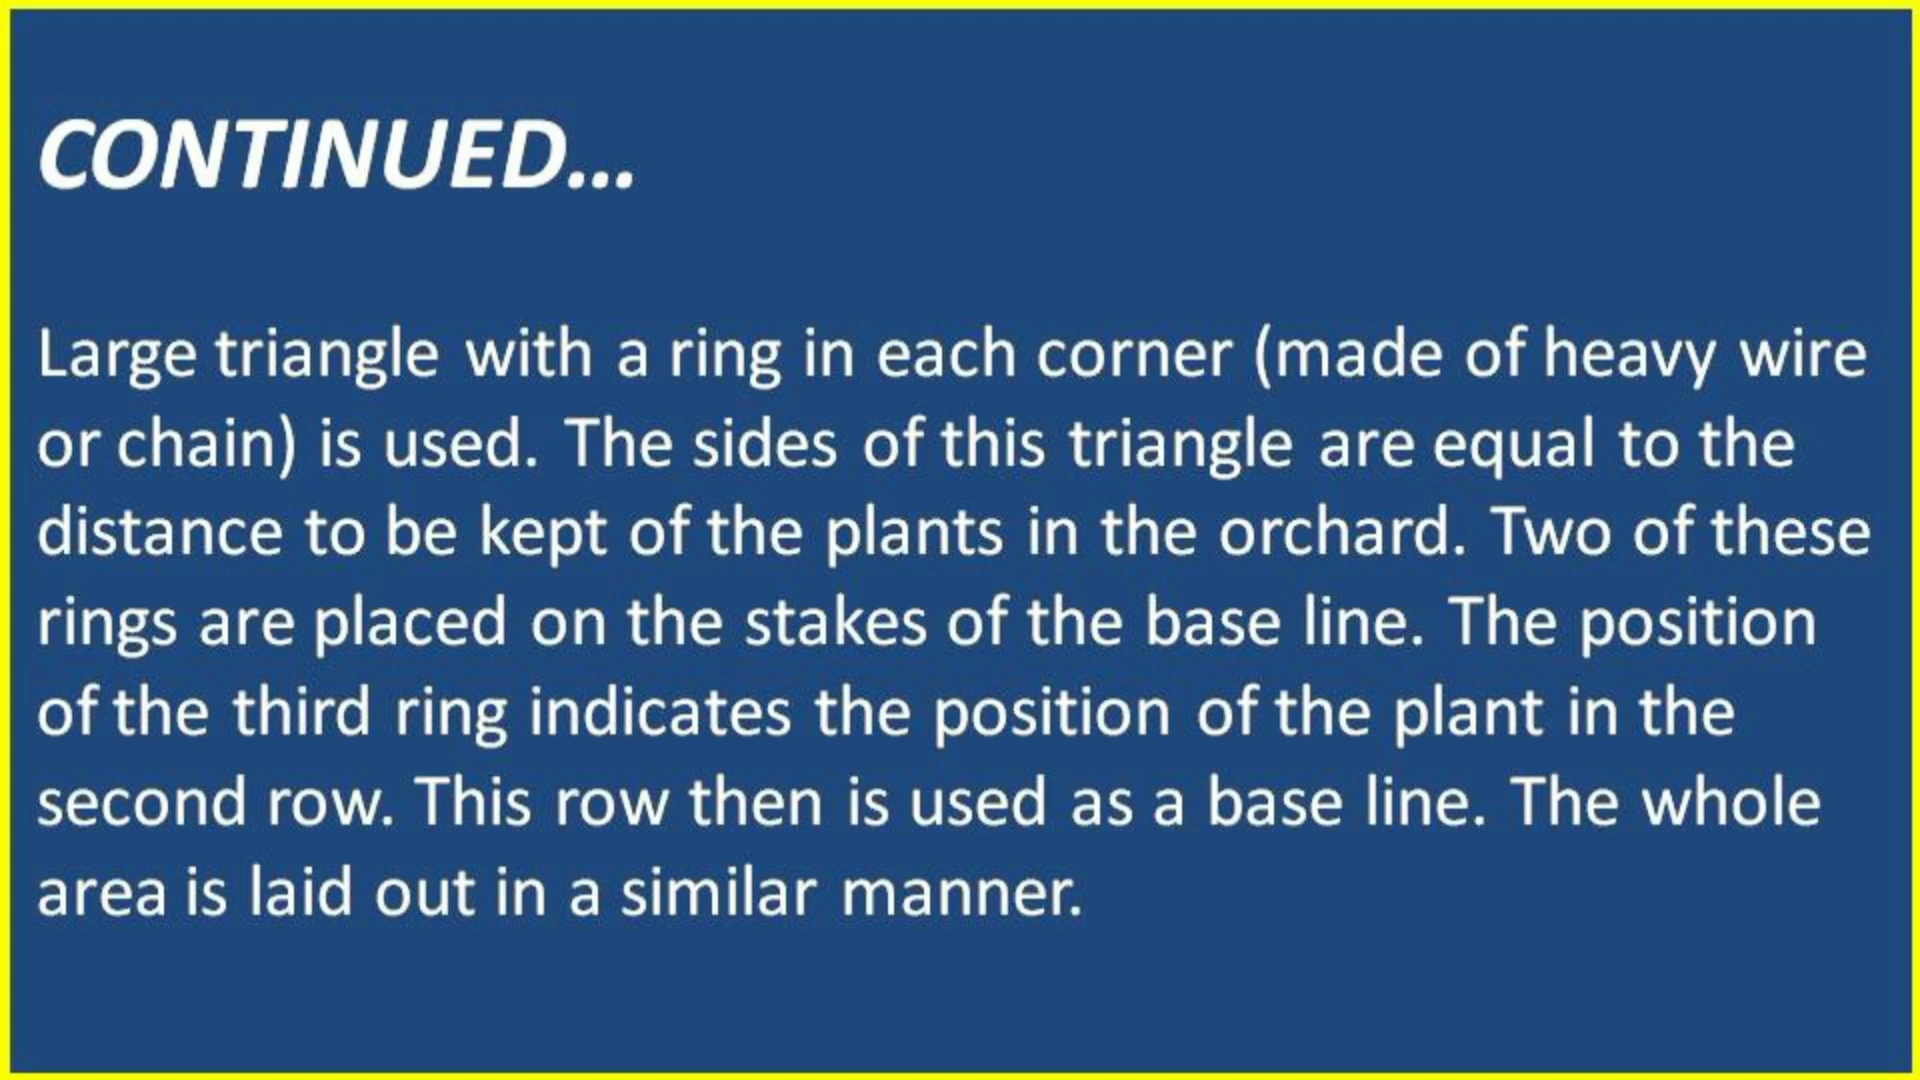 CONTINUED...
Large triangle with a ring in each corner (made of heavy wire
or chain) is used. The sides of this triangle are equal to the
distance to be kept of the plants in the orchard. Two of these
rings are placed on the stakes of the base line. The position
of the third ring indicates the position of the plant in the
second row. This row then is used as a base line. The whole
area is laid out in a similar manner.